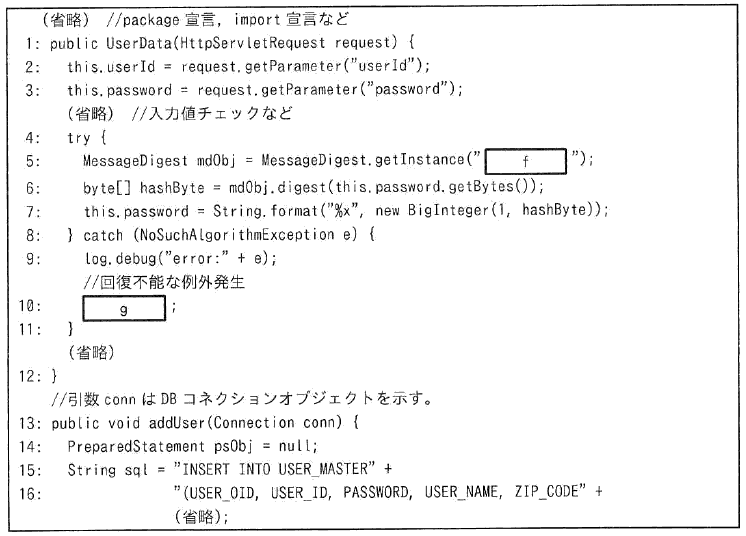 (省略) //package 宣言，import 宣言など
1: public UserData(HttpServletRequest request) {
2: this.userId = request.getParameter("userId");
3: this.password = request.getParameter("password");
(省略) //入力値チェックなど
4: try {
5: MessageDigest mdObj = MessageDigest.getInstance(" f ");
6: byte[] hashByte = mdObj.digest(this.password.getBytes());
7: this.password = String.format("%x", new BigInteger(1, hashByte));
8: } catch (NoSuchAlgorithmException e) {
9: log.debug("error:" + e);
//回復不能な例外発生
10: g ;
11: }
(省略)
12: }
//引数 conn は DB コネクションオブジェクトを示す。
13: public void addUser(Connection conn) {
14: PreparedStatement psObj = null;
15: String sql = "INSERT INTO USER_MASTER" +
16: "(USER_OID, USER_ID, PASSWORD, USER_NAME, ZIP_CODE" +
(省略);